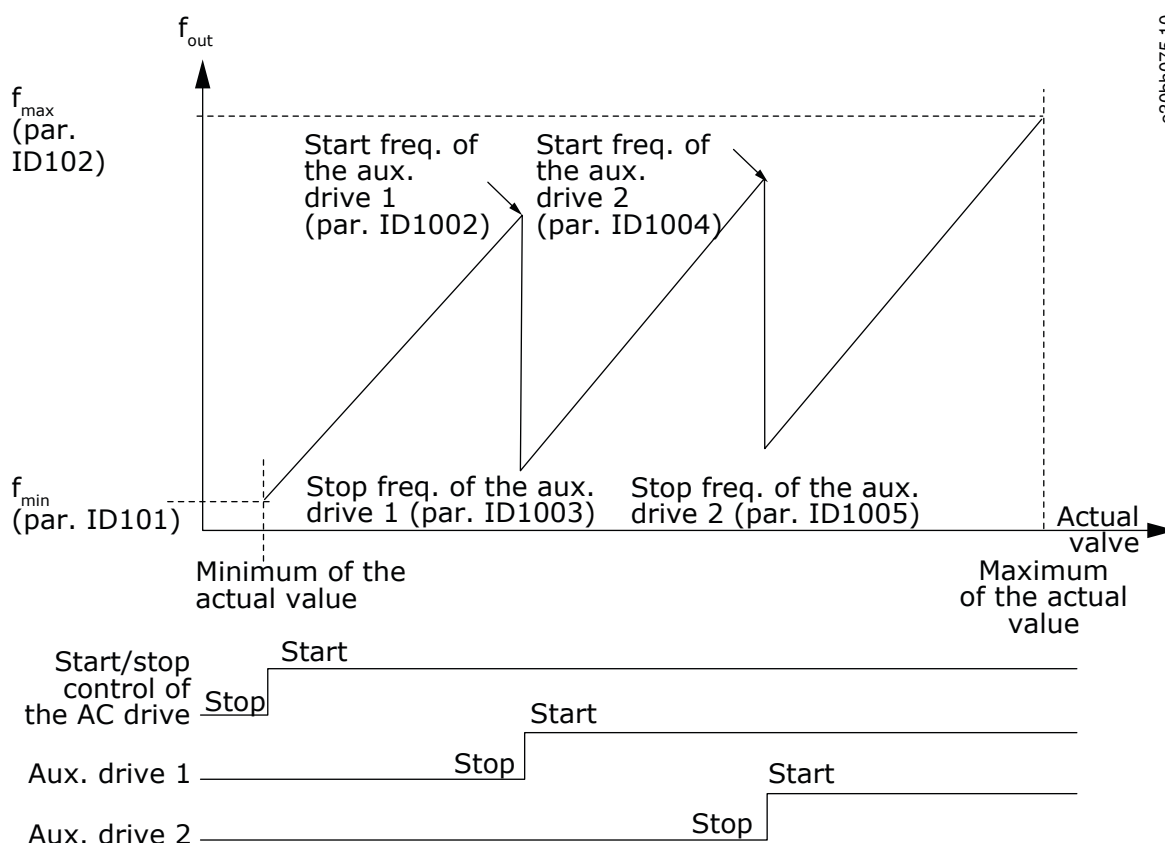 f_out
f_max
(par.
ID102)
Start freq. of
the aux.
drive 1
(par. ID1002)
Start freq. of
the aux.
drive 2
(par. ID1004)
f_min
(par. ID101)
Stop freq. of the aux.
drive 1 (par. ID1003)
Stop freq. of the aux.
drive 2 (par. ID1005)
Actual
valve
Minimum of the
actual value
Maximum
of the actual
value
Start/stop
control of
the AC drive
Stop
Start
Aux. drive 1
Stop
Start
Aux. drive 2
Stop
Start